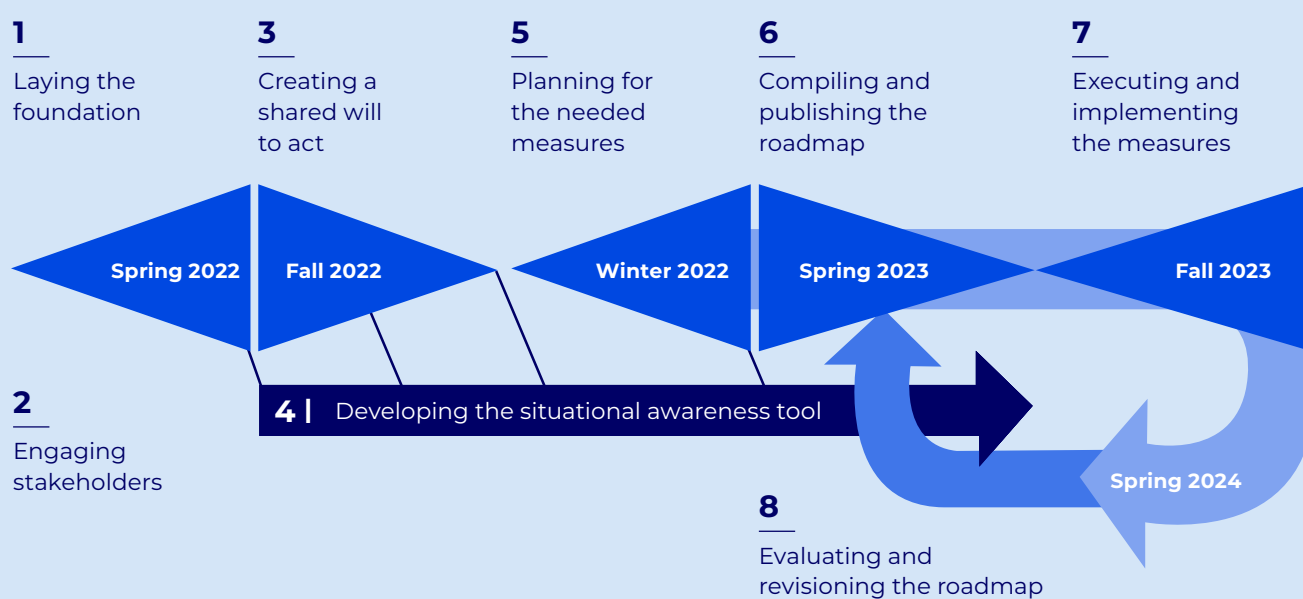 1
Laying the
foundation
3
Creating a
shared will
to act
5
Planning for
the needed
measures
6
Compiling and
publishing the
roadmap
7
Executing and
implementing
the measures
Spring 2022
Fall 2022
Winter 2022
Spring 2023
Fall 2023
2
Engaging
stakeholders
4 | Developing the situational awareness tool
Spring 2024
8
Evaluating and
revisioning the roadmap